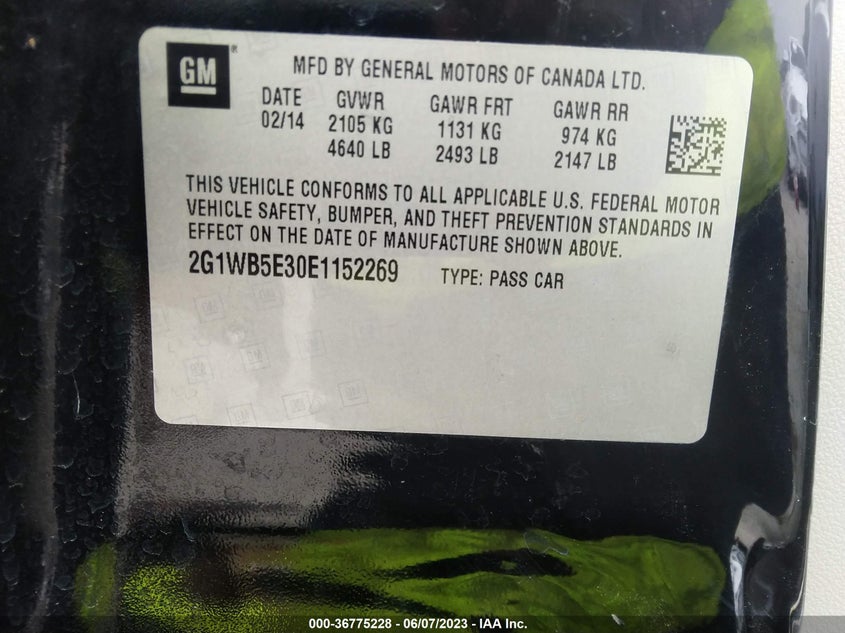 GM®
MFD BY GENERAL MOTORS OF CANADA LTD.
DATE GVWR GAWR FRT GAWR RR
02/14 2105 KG 1131 KG 974 KG
4640 LB 2493 LB 2147 LB
THIS VEHICLE CONFORMS TO ALL APPLICABLE U.S. FEDERAL MOTOR
VEHICLE SAFETY, BUMPER, AND THEFT PREVENTION STANDARDS IN
EFFECT ON THE DATE OF MANUFACTURE SHOWN ABOVE.
2G1WB5E30E1152269 TYPE: PASS CAR
000-36775228 - 06/07/2023 - IAA Inc.